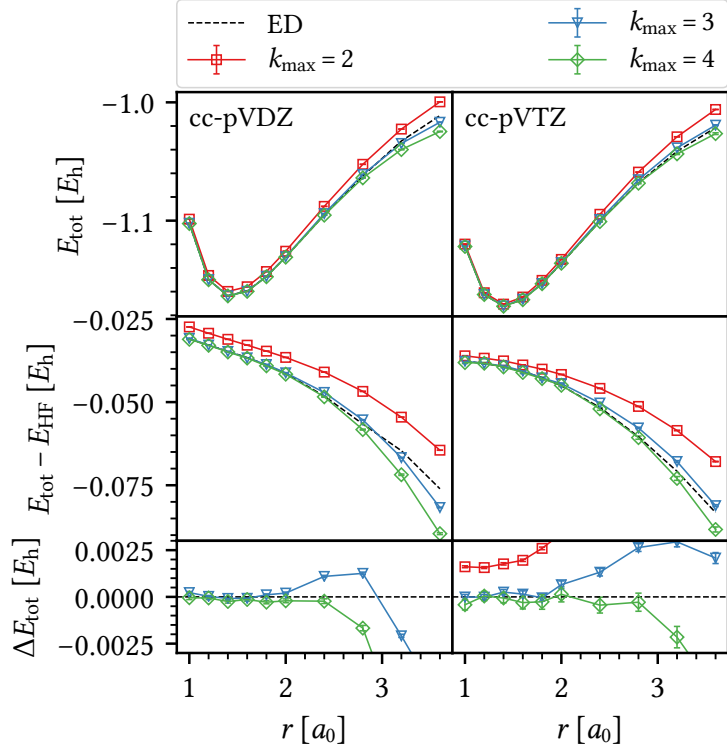 ED
k_max = 2
k_max = 3
k_max = 4
cc-pVDZ
cc-pVTZ
E_tot [E_h]
−1.0
−1.1
E_tot − E_HF [E_h]
−0.025
−0.050
−0.075
ΔE_tot [E_h]
0.0025
0.0000
−0.0025
1 2 3
1 2 3
r [a_0]
r [a_0]